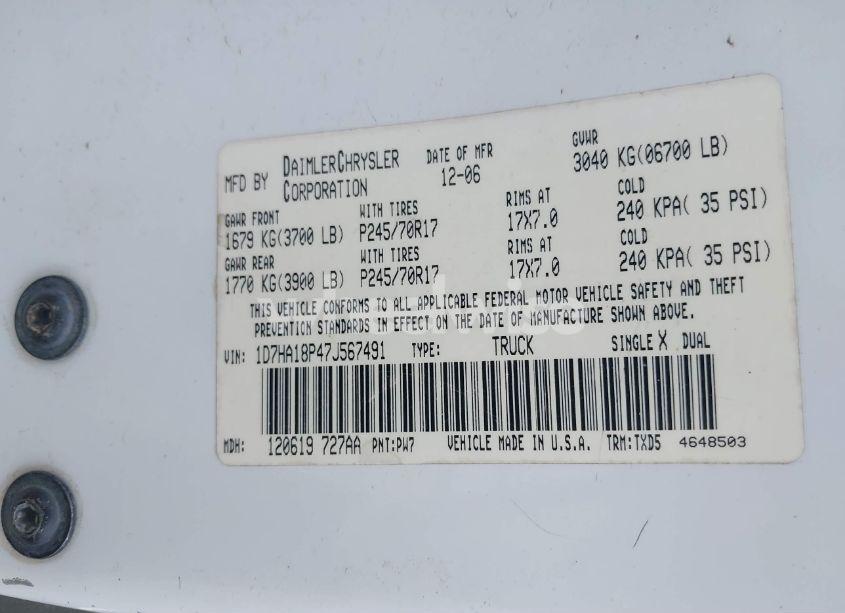 MFD BY DAIMLERCHRYSLER CORPORATION DATE OF MFR 12-06 GVWR 3040 KG(06700 LB)
GAWR FRONT WITH TIRES RIMS AT COLD
1679 KG(3700 LB) P245/70R17 17X7.0 240 KPA( 35 PSI)
GAWR REAR WITH TIRES RIMS AT COLD
1770 KG(3900 LB) P245/70R17 17X7.0 240 KPA( 35 PSI)
THIS VEHICLE CONFORMS TO ALL APPLICABLE FEDERAL MOTOR VEHICLE SAFETY AND THEFT
PREVENTION STANDARDS IN EFFECT ON THE DATE OF MANUFACTURE SHOWN ABOVE.
VIN: 1D7HA18P47J567491 TYPE: TRUCK SINGLE X DUAL
MDH: 120619 727AA PNT:PW7 VEHICLE MADE IN U.S.A. TRM:TXD5 4648503